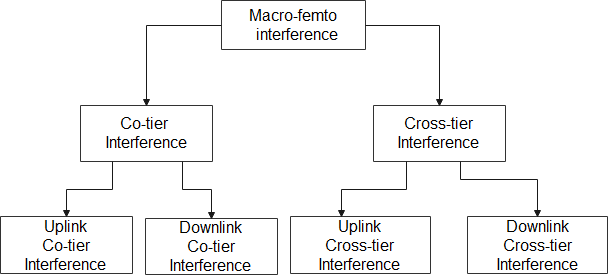 Macro-femto
interference
Co-tier
Interference
Cross-tier
Interference
Uplink
Co-tier
Interference
Downlink
Co-tier
Interference
Uplink
Cross-tier
Interference
Downlink
Cross-tier
Interference